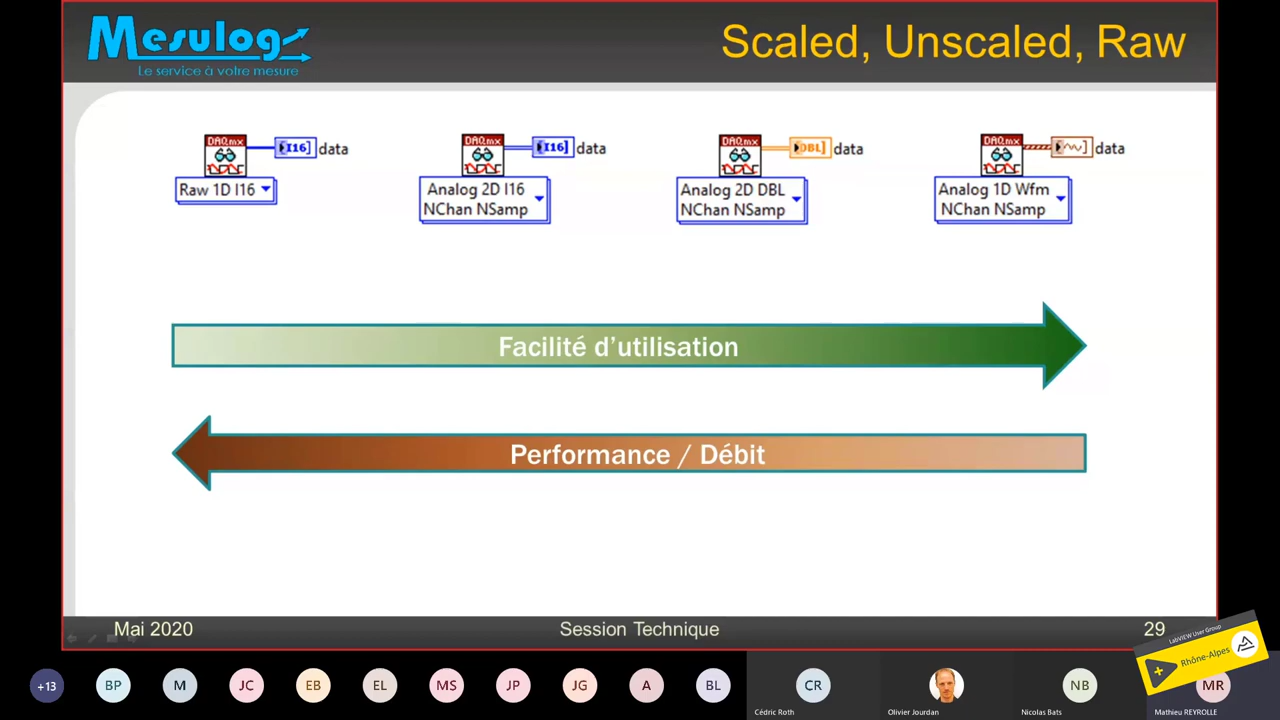 Mesulog
Le service à votre mesure
Scaled, Unscaled, Raw
DAQmx
I16]
data
Raw 1D I16
DAQmx
I16]
data
Analog 2D I16
NChan NSamp
DAQmx
DBL]
data
Analog 2D DBL
NChan NSamp
DAQmx
data
Analog 1D Wfm
NChan NSamp
Facilité d'utilisation
Performance / Débit
Mai 2020
Session Technique
29
LabVIEW User Group
Rhône-Alpes
+13
BP
M
JC
EB
EL
MS
JP
JG
A
BL
CR
Cédric Roth
Olivier Jourdan
NB
Nicolas Bats
MR
Mathieu REYROLLE